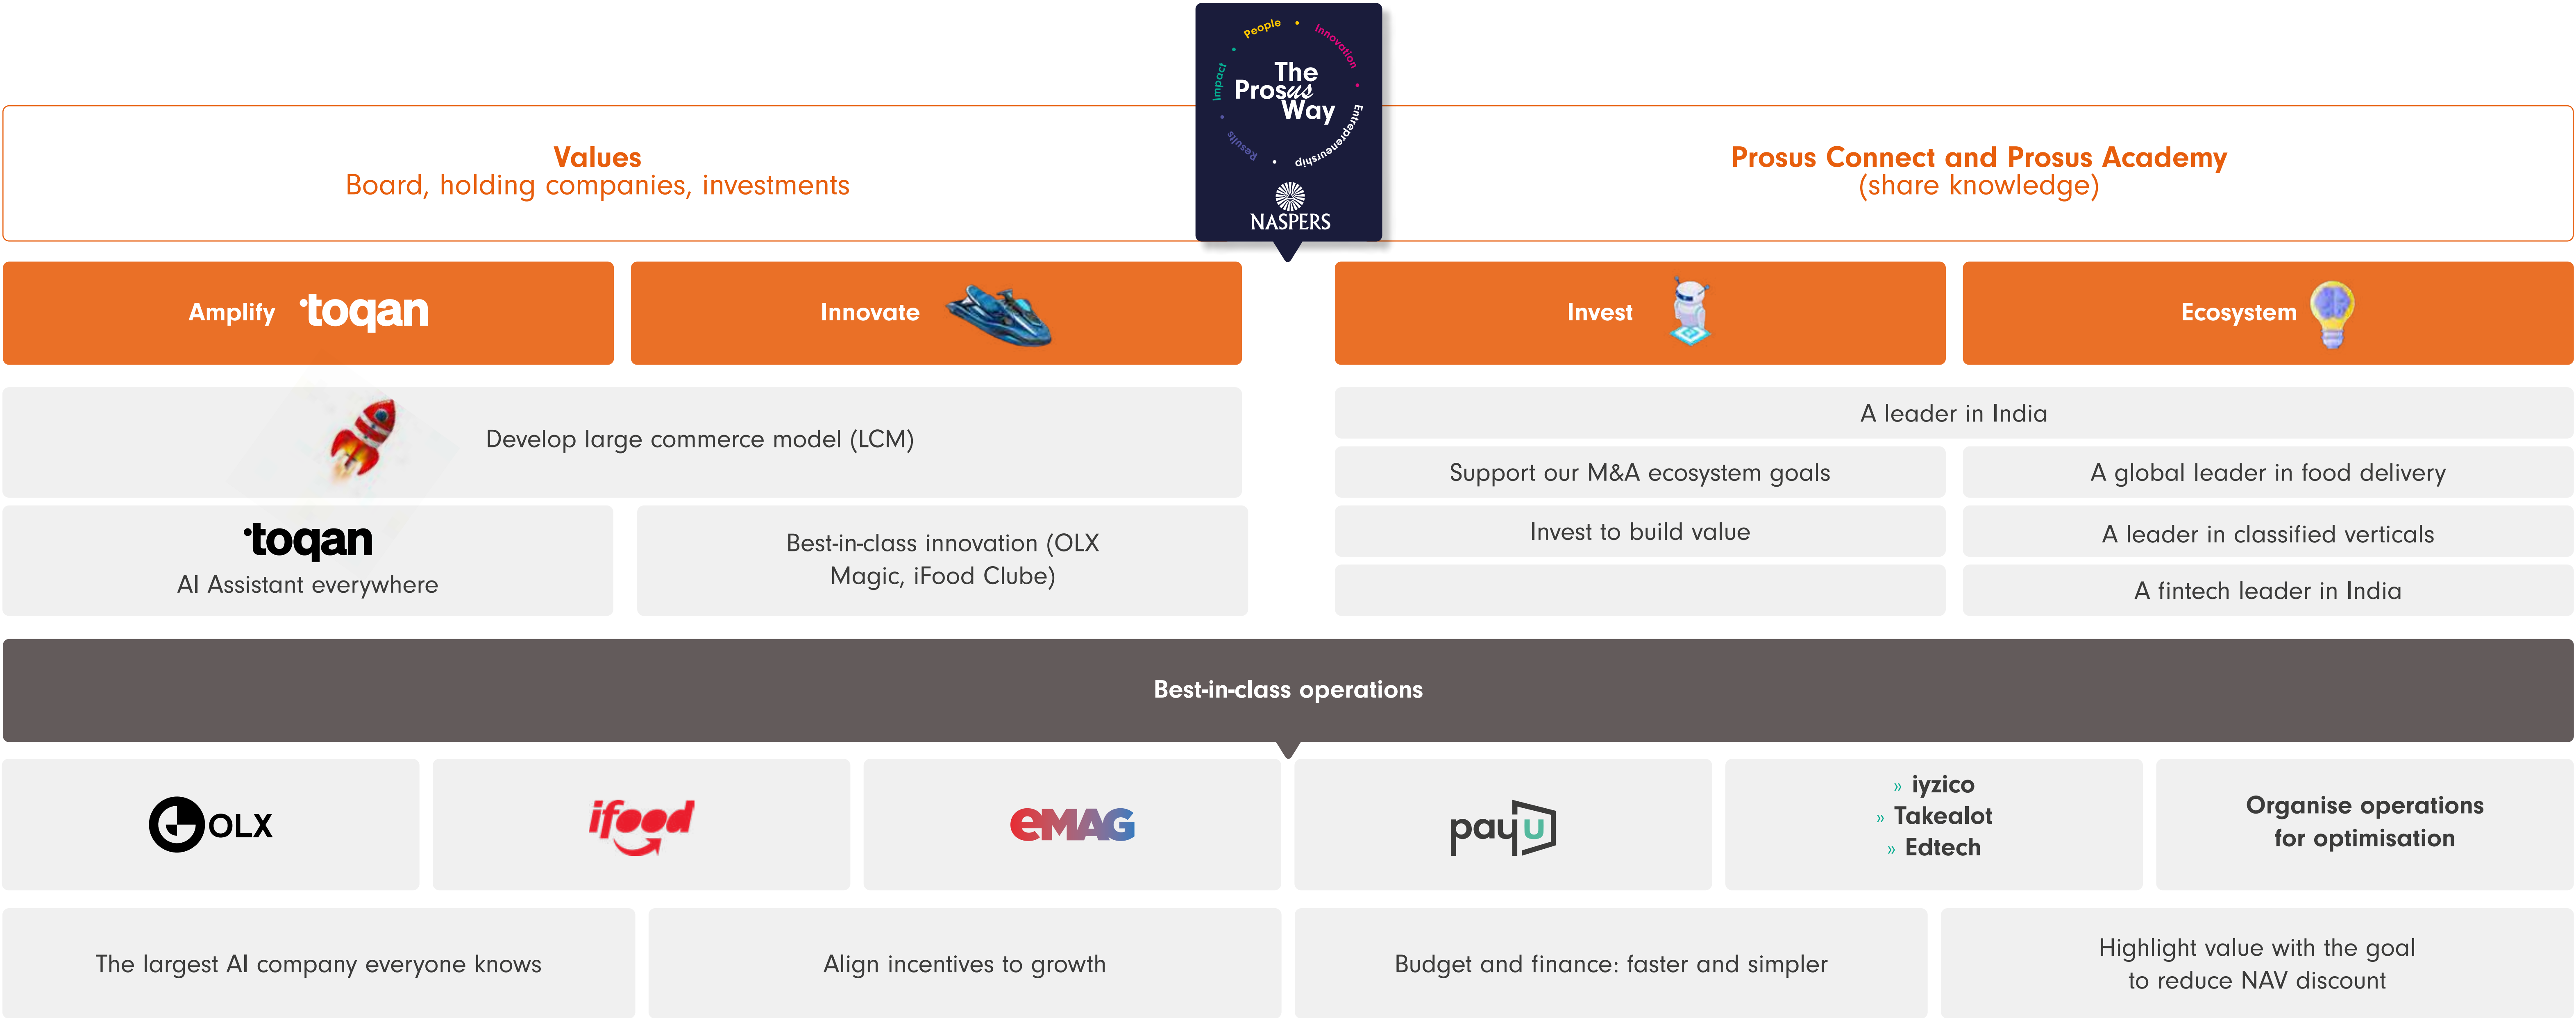 People
Innovation
Entrepreneurship
Results
Impact
The
Prosus
Way
NASPERS
Values
Board, holding companies, investments
Prosus Connect and Prosus Academy
(share knowledge)
Amplify toqan
Innovate
Invest
Ecosystem
Develop large commerce model (LCM)
toqan
AI Assistant everywhere
Best-in-class innovation (OLX
Magic, iFood Clube)
A leader in India
Support our M&A ecosystem goals
A global leader in food delivery
Invest to build value
A leader in classified verticals
A fintech leader in India
Best-in-class operations
OLX
ifood
eMAG
payu
» iyzico
» Takealot
» Edtech
Organise operations
for optimisation
The largest AI company everyone knows
Align incentives to growth
Budget and finance: faster and simpler
Highlight value with the goal
to reduce NAV discount